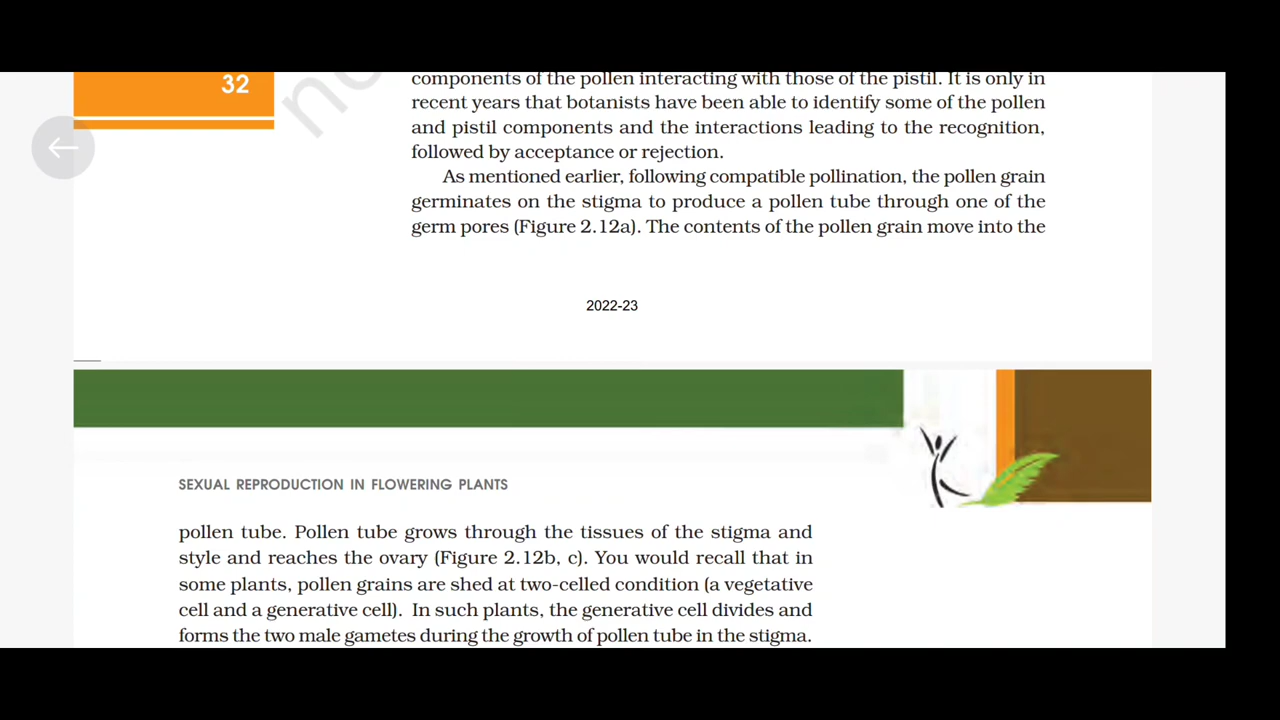 32
components of the pollen interacting with those of the pistil. It is only in
recent years that botanists have been able to identify some of the pollen
and pistil components and the interactions leading to the recognition,
followed by acceptance or rejection.
As mentioned earlier, following compatible pollination, the pollen grain
germinates on the stigma to produce a pollen tube through one of the
germ pores (Figure 2.12a). The contents of the pollen grain move into the
2022-23
SEXUAL REPRODUCTION IN FLOWERING PLANTS
pollen tube. Pollen tube grows through the tissues of the stigma and
style and reaches the ovary (Figure 2.12b, c). You would recall that in
some plants, pollen grains are shed at two-celled condition (a vegetative
cell and a generative cell). In such plants, the generative cell divides and
forms the two male gametes during the growth of pollen tube in the stigma.